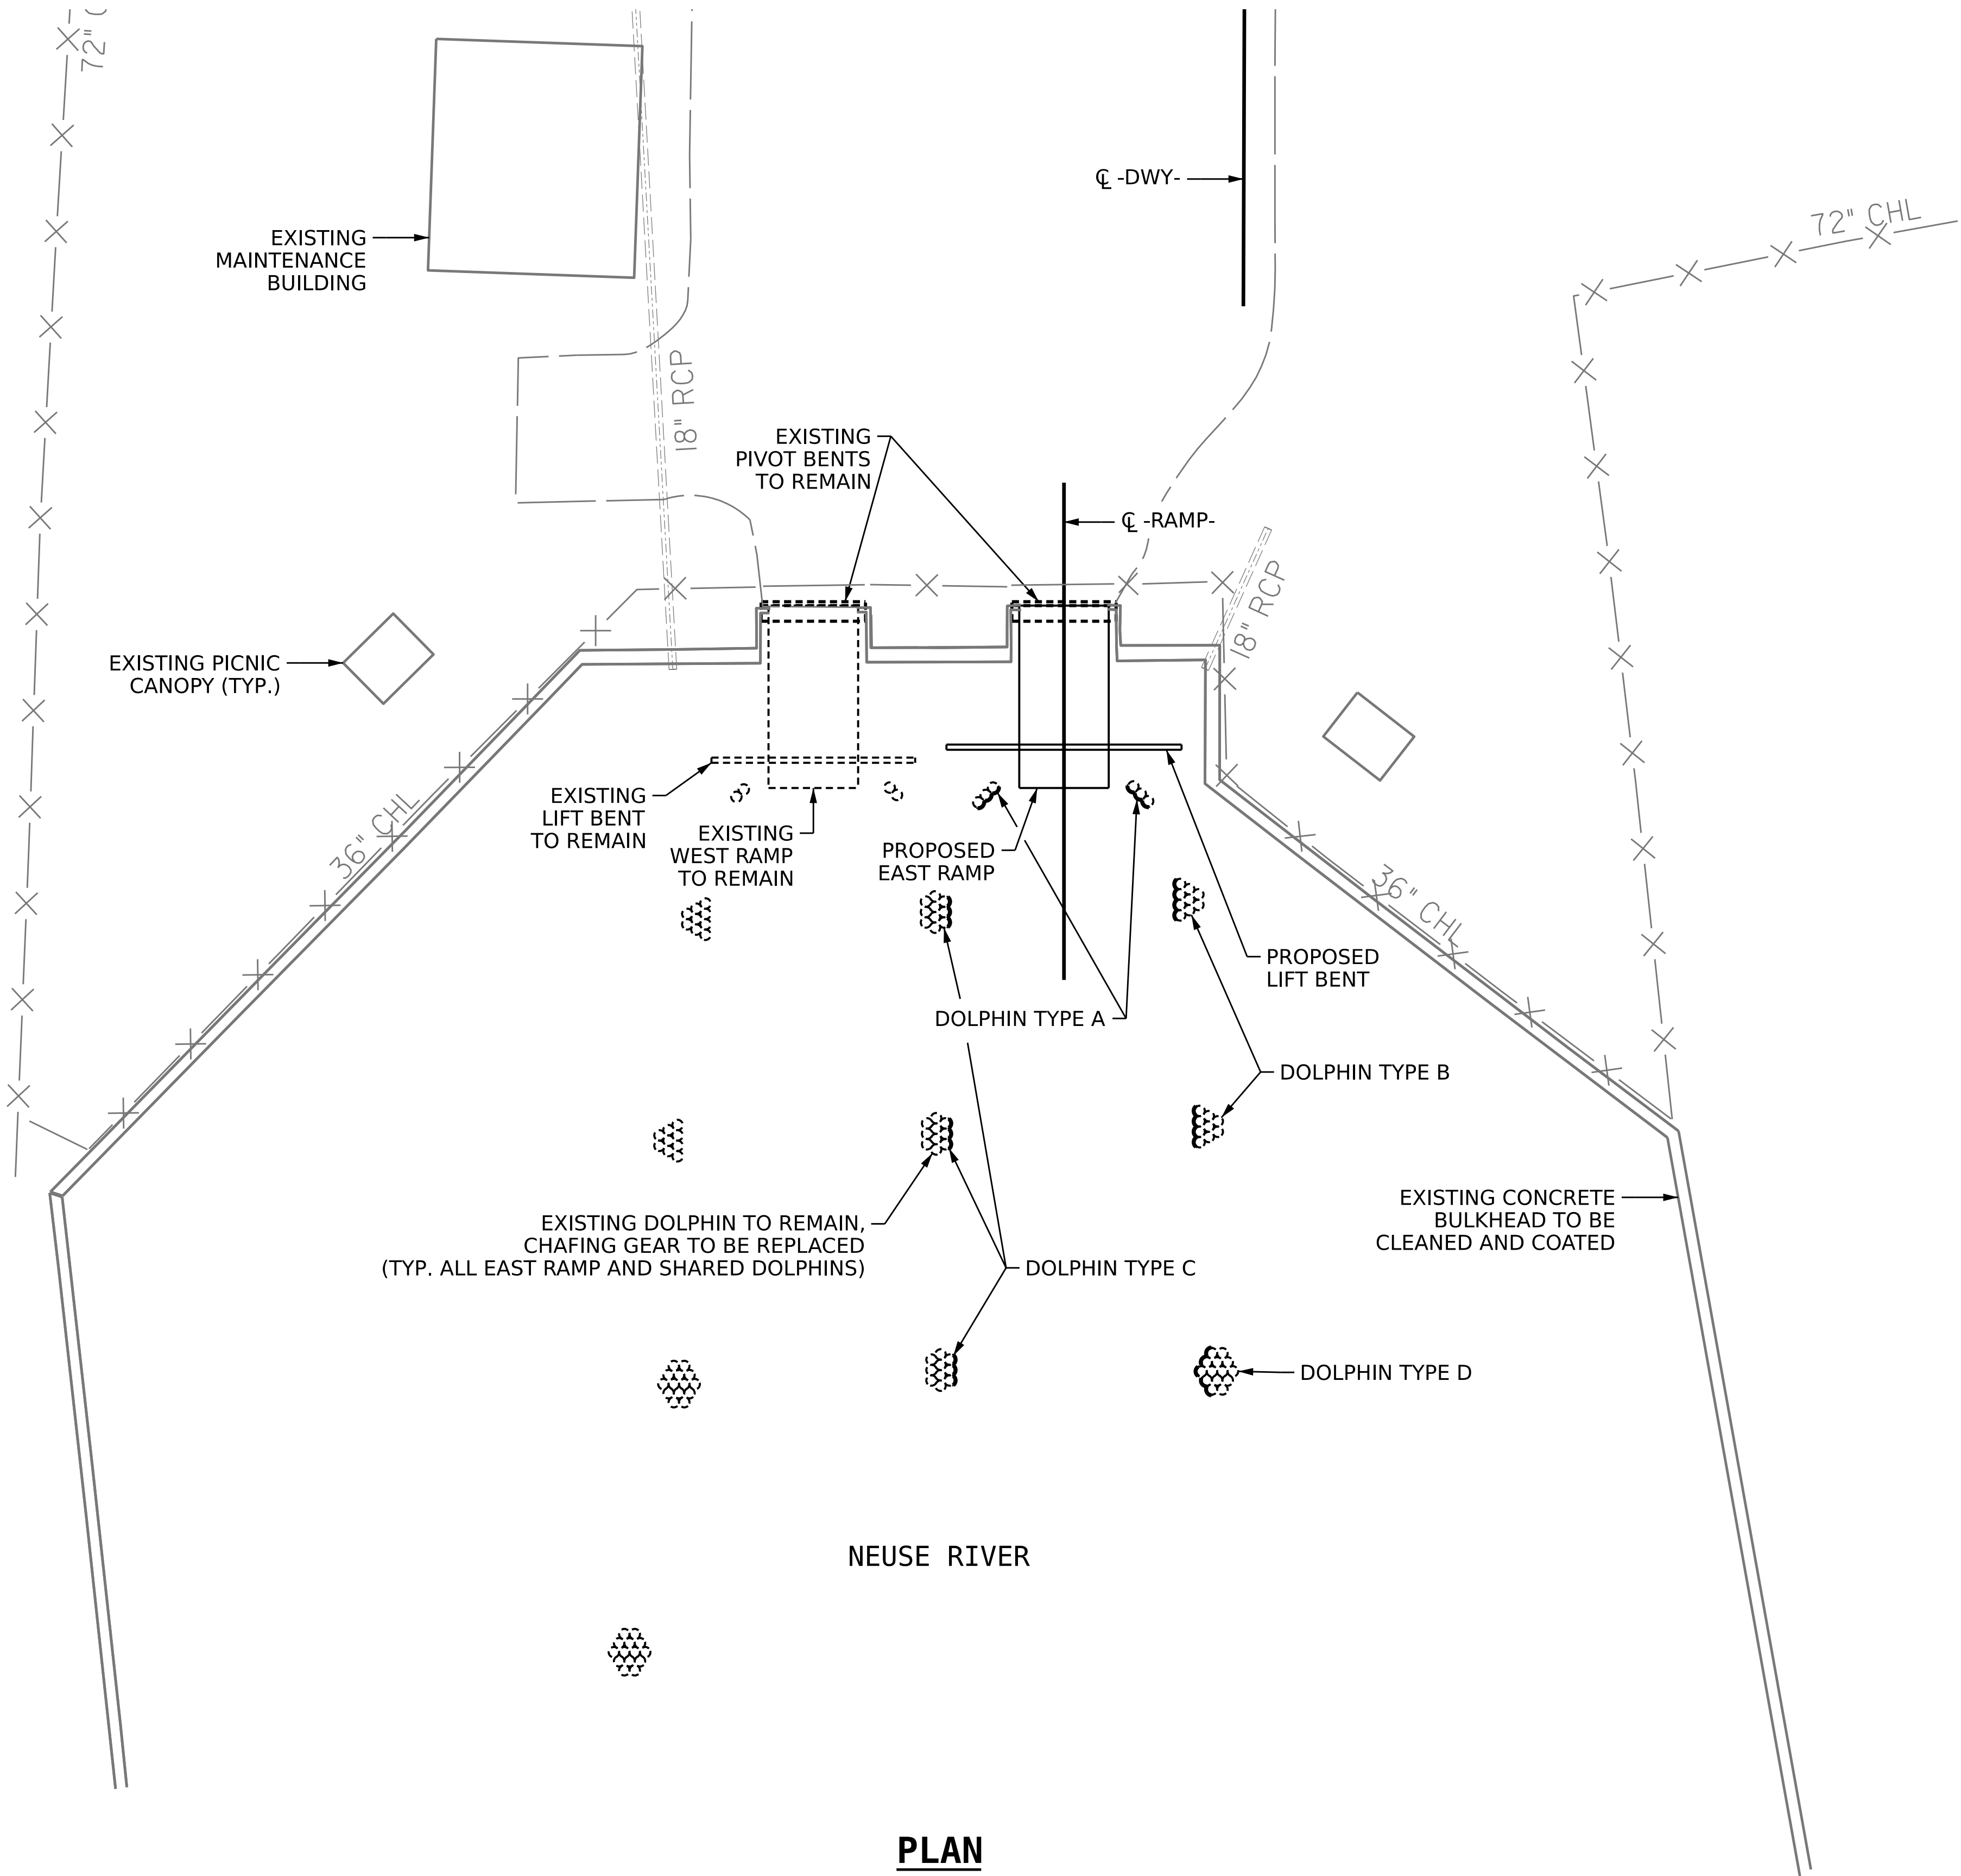 72" C
℄ -DWY-
72" CHL
EXISTING
MAINTENANCE
BUILDING
18" RCP
EXISTING
PIVOT BENTS
TO REMAIN
℄ -RAMP-
18" RCP
EXISTING PICNIC
CANOPY (TYP.)
36" CHL
EXISTING
LIFT BENT
TO REMAIN
EXISTING
WEST RAMP
TO REMAIN
PROPOSED
EAST RAMP
36" CHL
PROPOSED
LIFT BENT
DOLPHIN TYPE A
DOLPHIN TYPE B
EXISTING CONCRETE
BULKHEAD TO BE
CLEANED AND COATED
EXISTING DOLPHIN TO REMAIN,
CHAFING GEAR TO BE REPLACED
(TYP. ALL EAST RAMP AND SHARED DOLPHINS)
DOLPHIN TYPE C
DOLPHIN TYPE D
NEUSE RIVER
PLAN